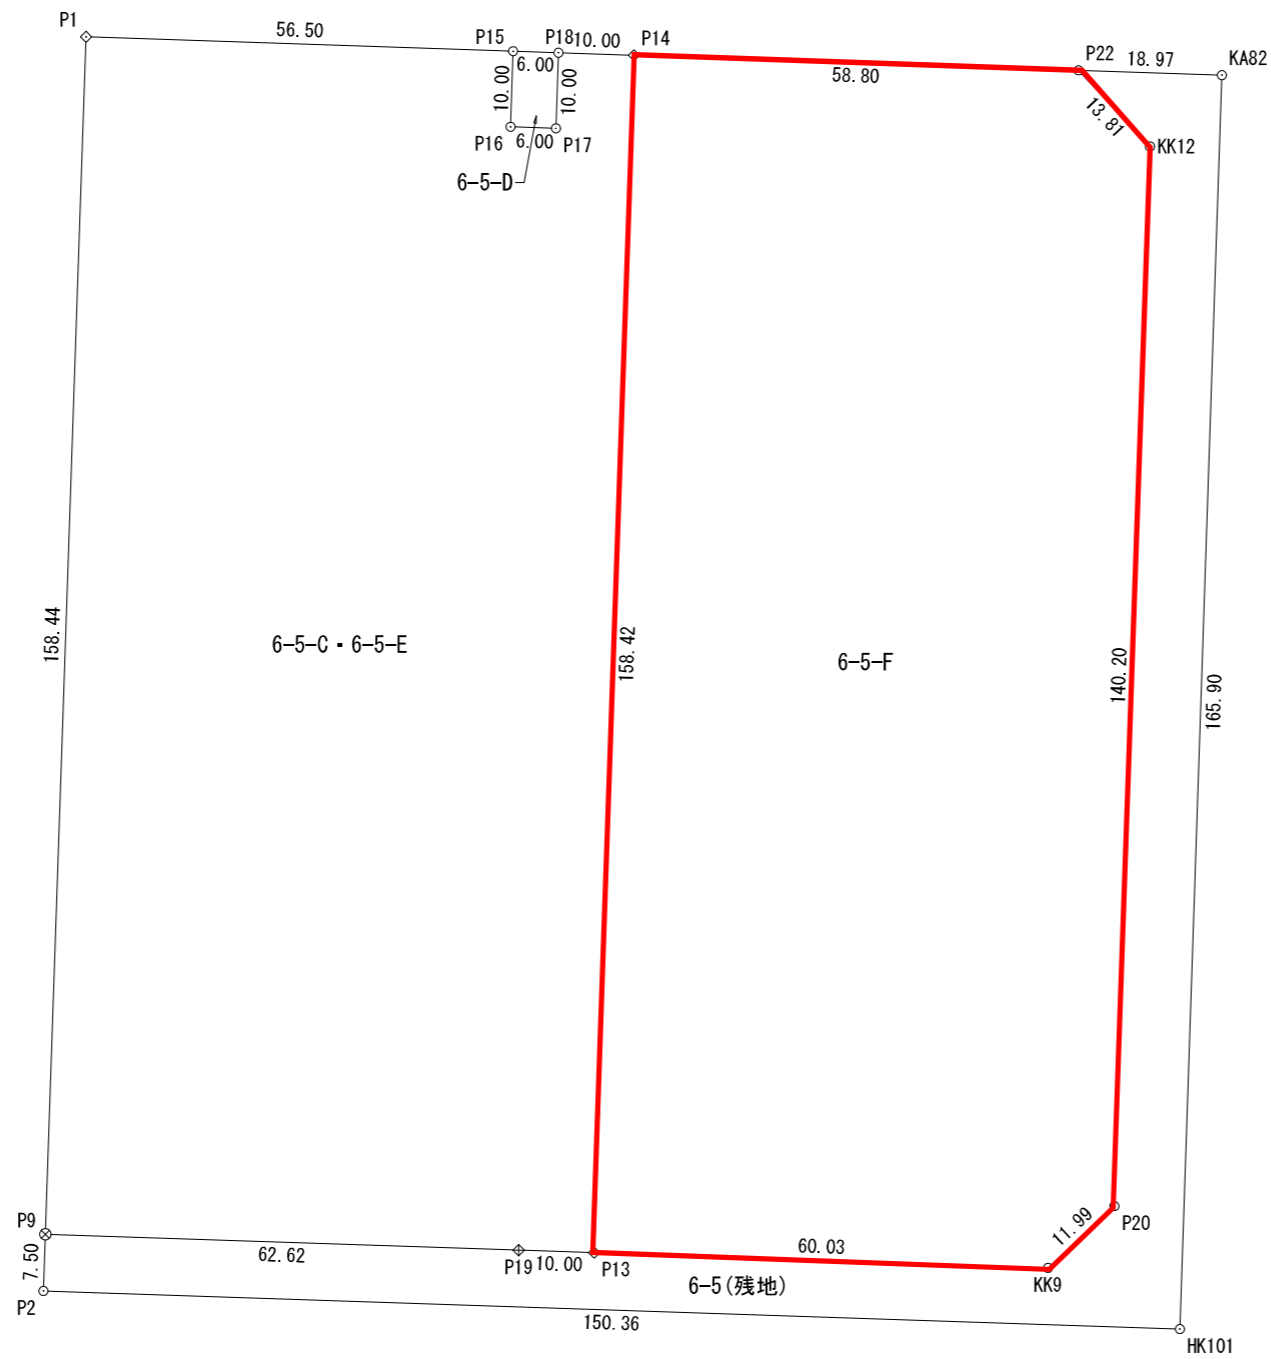 P1
56.50
P15
P18
10.00
P14
P22
18.97
KA82
6.00
58.80
10.00
10.00
13.81
P16
6.00
P17
KK12
6-5-D
158.44
6-5-C・6-5-E
158.42
6-5-F
140.20
165.90
P9
7.50
62.62
P19
10.00
P13
60.03
11.99
P20
6-5(残地)
KK9
P2
150.36
HK101